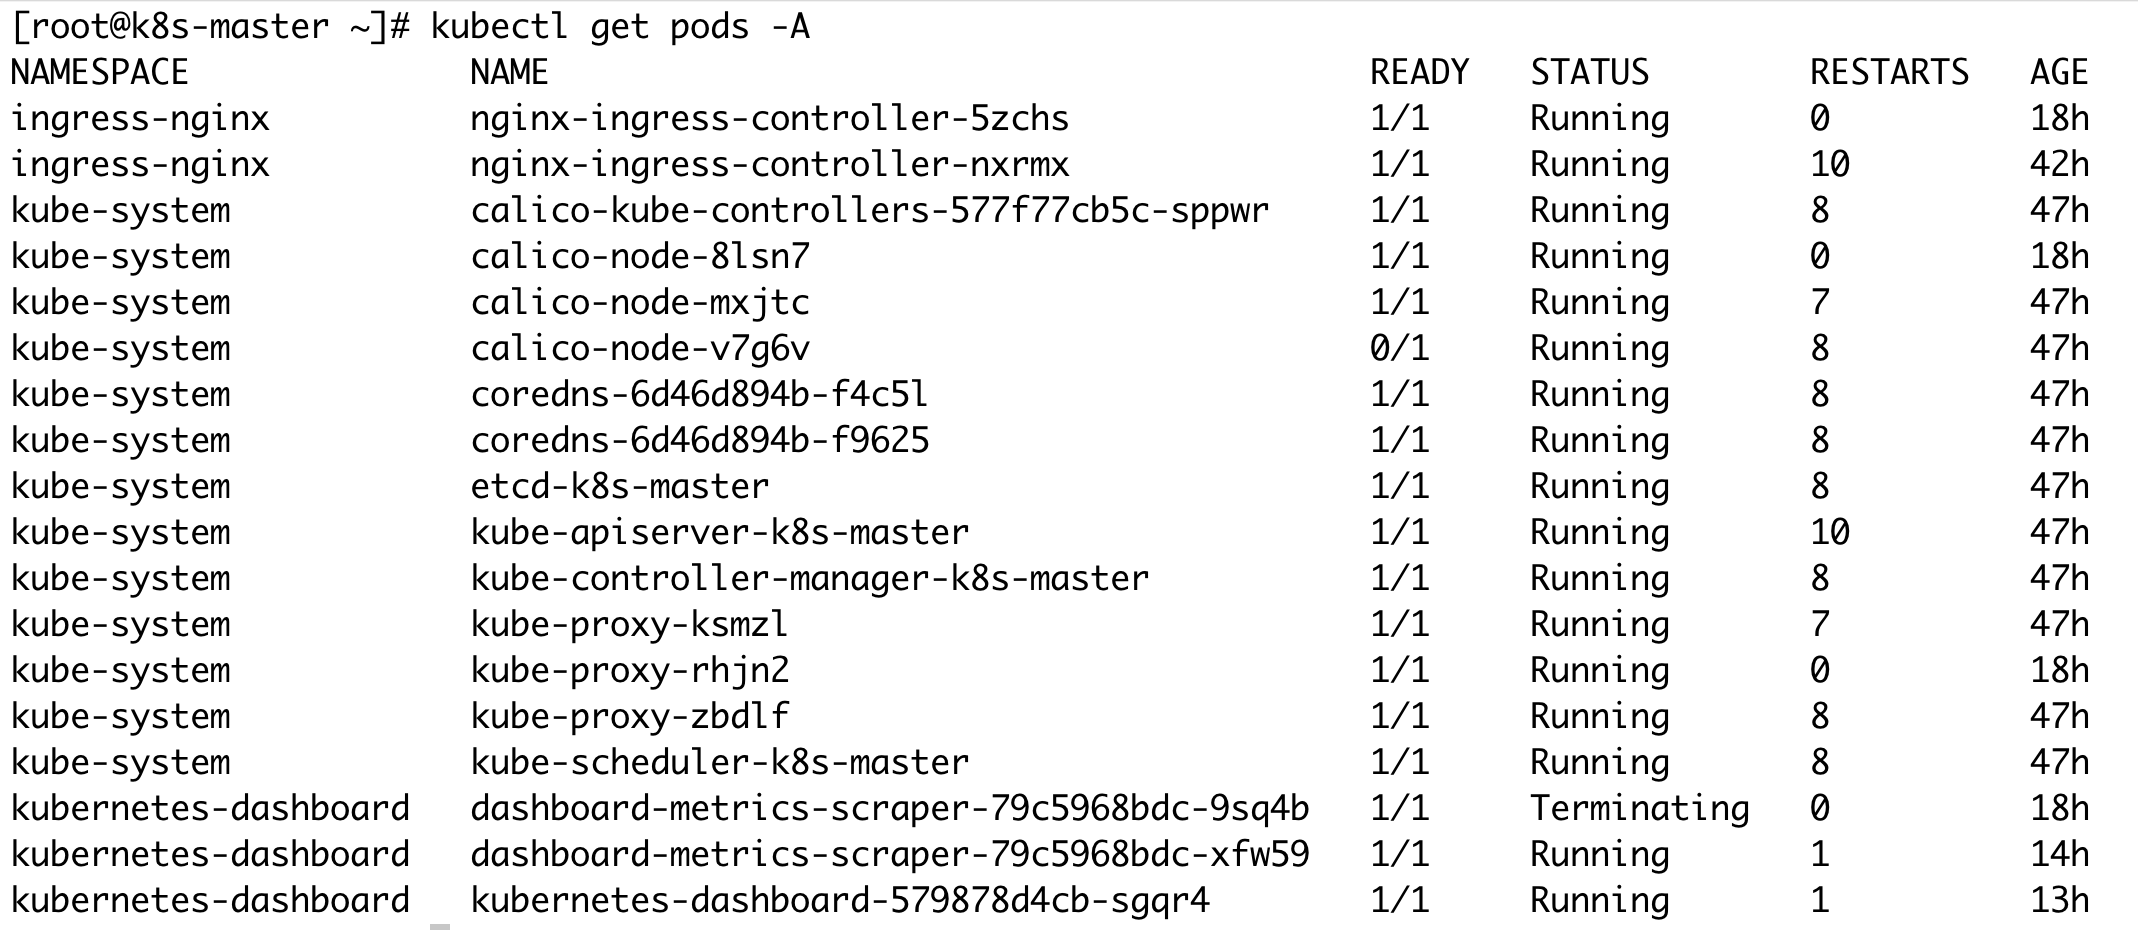 [root@k8s-master ~]# kubectl get pods -A
NAMESPACE NAME READY STATUS RESTARTS AGE
ingress-nginx nginx-ingress-controller-5zchs 1/1 Running 0 18h
ingress-nginx nginx-ingress-controller-nxrmx 1/1 Running 10 42h
kube-system calico-kube-controllers-577f77cb5c-sppwr 1/1 Running 8 47h
kube-system calico-node-8lsn7 1/1 Running 0 18h
kube-system calico-node-mxjtc 1/1 Running 7 47h
kube-system calico-node-v7g6v 0/1 Running 8 47h
kube-system coredns-6d46d894b-f4c5l 1/1 Running 8 47h
kube-system coredns-6d46d894b-f9625 1/1 Running 8 47h
kube-system etcd-k8s-master 1/1 Running 8 47h
kube-system kube-apiserver-k8s-master 1/1 Running 10 47h
kube-system kube-controller-manager-k8s-master 1/1 Running 8 47h
kube-system kube-proxy-ksmzl 1/1 Running 7 47h
kube-system kube-proxy-rhjn2 1/1 Running 0 18h
kube-system kube-proxy-zbdlf 1/1 Running 8 47h
kube-system kube-scheduler-k8s-master 1/1 Running 8 47h
kubernetes-dashboard dashboard-metrics-scraper-79c5968bdc-9sq4b 1/1 Terminating 0 18h
kubernetes-dashboard dashboard-metrics-scraper-79c5968bdc-xfw59 1/1 Running 1 14h
kubernetes-dashboard kubernetes-dashboard-579878d4cb-sgqr4 1/1 Running 1 13h